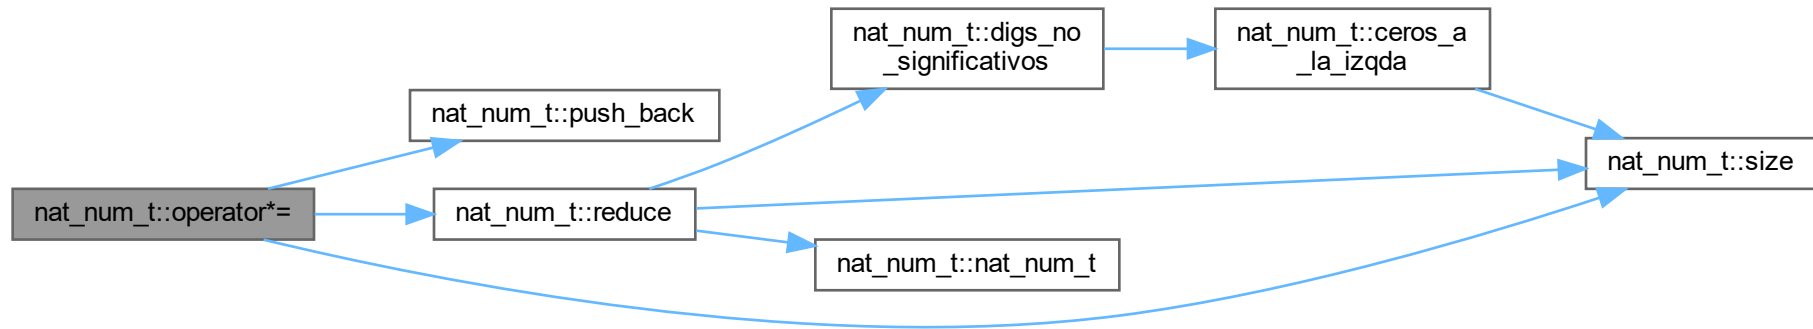 nat_num_t::operator*=
nat_num_t::push_back
nat_num_t::reduce
nat_num_t::digs_no
_significativos
nat_num_t::nat_num_t
nat_num_t::ceros_a
_la_izqda
nat_num_t::size